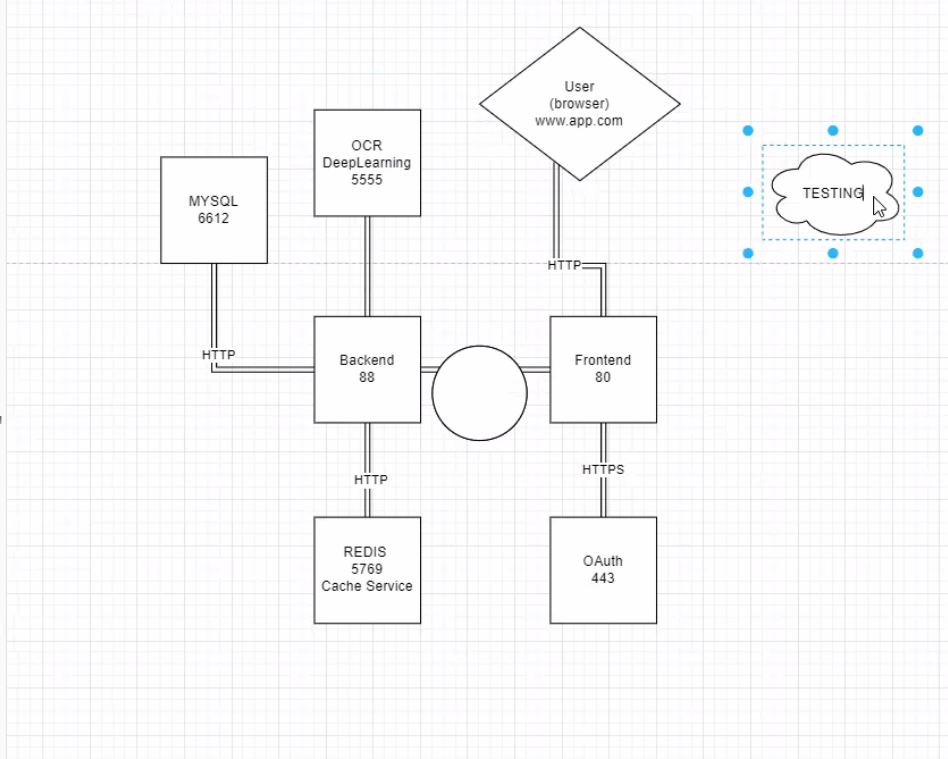 User
(browser)
www.app.com
OCR
DeepLearning
5555
TESTING
MYSQL
6612
HTTP
HTTP
Backend
88
Frontend
80
HTTP
HTTPS
REDIS
5769
Cache Service
OAuth
443